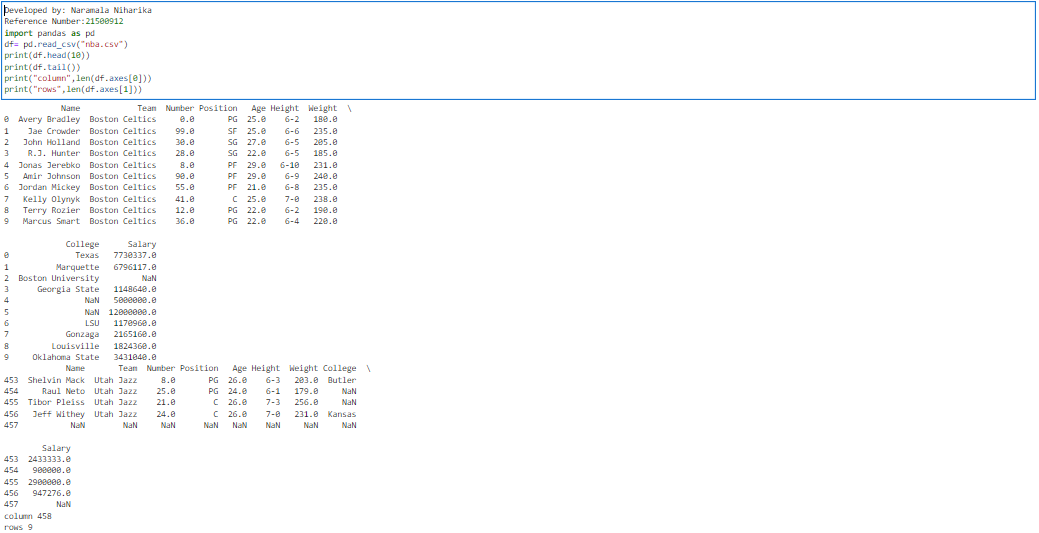 Developed by: Naramala Niharika
Reference Number:21500912
import pandas as pd
df= pd.read_csv("nba.csv")
print(df.head(10))
print(df.tail())
print("column",len(df.axes[0]))
print("rows",len(df.axes[1]))
Name Team Number Position Age Height Weight \
0 Avery Bradley Boston Celtics 0.0 PG 25.0 6-2 180.0
1 Jae Crowder Boston Celtics 99.0 SF 25.0 6-6 235.0
2 John Holland Boston Celtics 30.0 SG 27.0 6-5 205.0
3 R.J. Hunter Boston Celtics 28.0 SG 22.0 6-5 185.0
4 Jonas Jerebko Boston Celtics 8.0 PF 29.0 6-10 231.0
5 Amir Johnson Boston Celtics 90.0 PF 29.0 6-9 240.0
6 Jordan Mickey Boston Celtics 55.0 PF 21.0 6-8 235.0
7 Kelly Olynyk Boston Celtics 41.0 C 25.0 7-0 238.0
8 Terry Rozier Boston Celtics 12.0 PG 22.0 6-2 190.0
9 Marcus Smart Boston Celtics 36.0 PG 22.0 6-4 220.0
College Salary
0 Texas 7730337.0
1 Marquette 6796117.0
2 Boston University NaN
3 Georgia State 1148640.0
4 NaN 5000000.0
5 NaN 12000000.0
6 LSU 1170960.0
7 Gonzaga 2165160.0
8 Louisville 1824360.0
9 Oklahoma State 3431040.0
Name Team Number Position Age Height Weight College \
453 Shelvin Mack Utah Jazz 8.0 PG 26.0 6-3 203.0 Butler
454 Raul Neto Utah Jazz 25.0 PG 24.0 6-1 179.0 NaN
455 Tibor Pleiss Utah Jazz 21.0 C 26.0 7-3 256.0 NaN
456 Jeff Withey Utah Jazz 24.0 C 26.0 7-0 231.0 Kansas
457 NaN NaN NaN NaN NaN NaN NaN NaN
Salary
453 2433333.0
454 900000.0
455 2900000.0
456 947276.0
457 NaN
column 458
rows 9